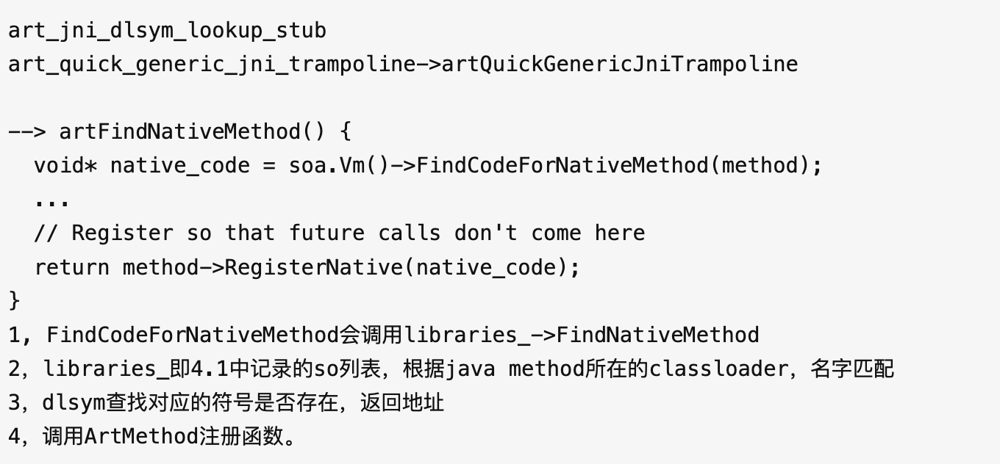 art_jni_dlsym_lookup_stub
art_quick_generic_jni_trampoline->artQuickGenericJniTrampoline
--> artFindNativeMethod() {
  void* native_code = soa.Vm()->FindCodeForNativeMethod(method);
  ...
  // Register so that future calls don't come here
  return method->RegisterNative(native_code);
}
1, FindCodeForNativeMethod会调用libraries_->FindNativeMethod
2，libraries_即4.1中记录的so列表，根据java method所在的classloader，名字匹配
3，dlsym查找对应的符号是否存在，返回地址
4，调用ArtMethod注册函数。